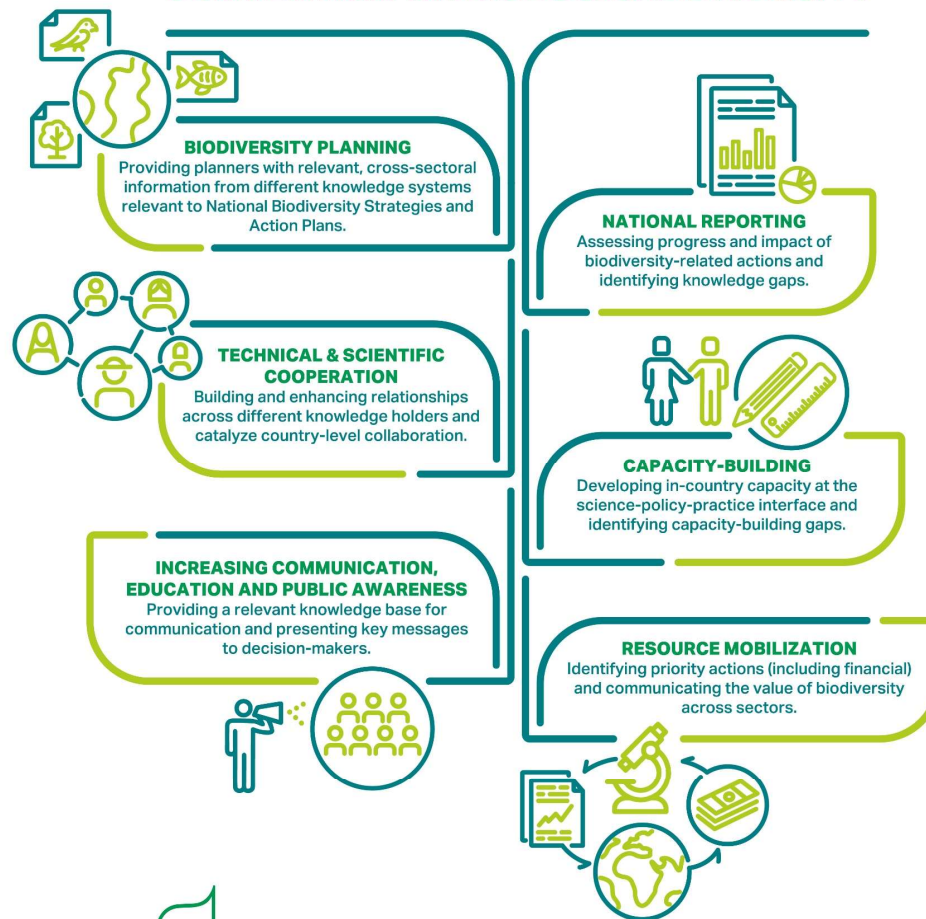 BIODIVERSITY PLANNING
Providing planners with relevant, cross-sectoral
information from different knowledge systems
relevant to National Biodiversity Strategies and
Action Plans.
NATIONAL REPORTING
Assessing progress and impact of
biodiversity-related actions and
identifying knowledge gaps.
TECHNICAL & SCIENTIFIC
COOPERATION
Building and enhancing relationships
across different knowledge holders and
catalyze country-level collaboration.
CAPACITY-BUILDING
Developing in-country capacity at the
science-policy-practice interface and
identifying capacity-building gaps.
INCREASING COMMUNICATION,
EDUCATION AND PUBLIC AWARENESS
Providing a relevant knowledge base for
communication and presenting key messages
to decision-makers.
RESOURCE MOBILIZATION
Identifying priority actions (including financial)
and communicating the value of biodiversity
across sectors.